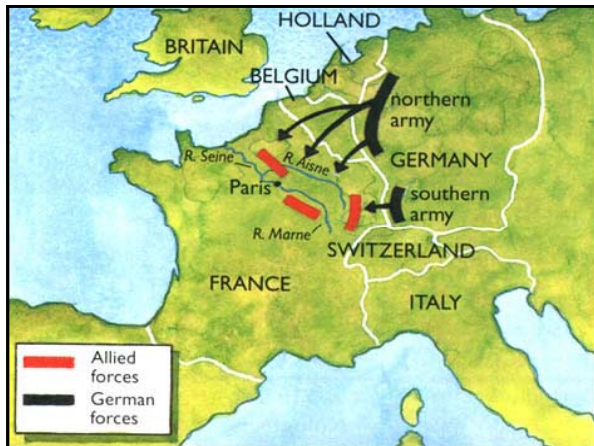 HOLLAND
BRITAIN
BELGIUM
northern
army
R. Seine
R. Aisne
GERMANY
Paris
southern
army
R. Marne
SWITZERLAND
FRANCE
ITALY
Allied
forces
German
forces